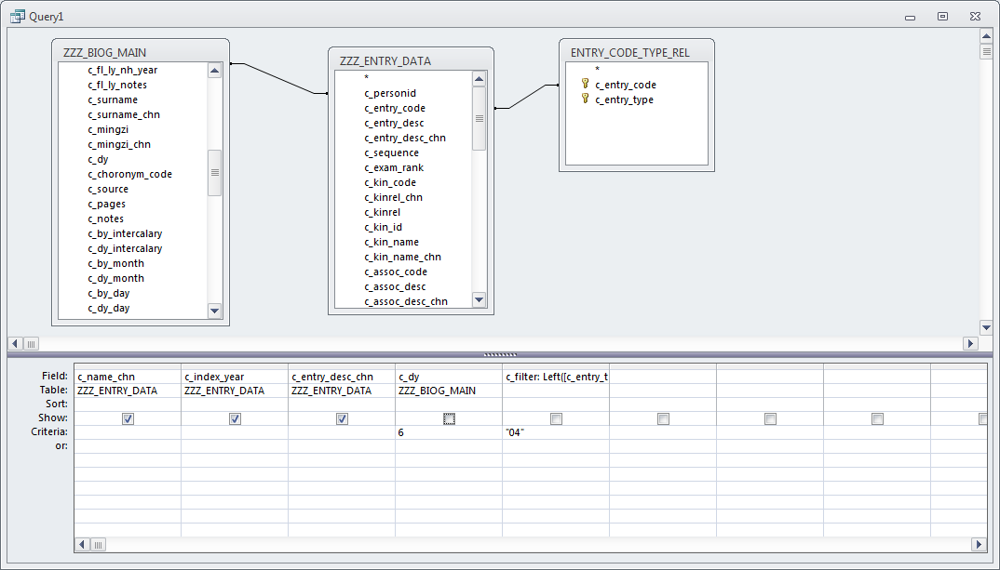 Query1
ZZZ_BIOG_MAIN
c_fl_ly_nh_year
c_fl_ly_notes
c_surname
c_surname_chn
c_mingzi
c_mingzi_chn
c_dy
c_choronym_code
c_source
c_pages
c_notes
c_by_intercalary
c_dy_intercalary
c_by_month
c_dy_month
c_by_day
c_dy_day
ZZZ_ENTRY_DATA
*
c_personid
c_entry_code
c_entry_desc
c_entry_desc_chn
c_sequence
c_exam_rank
c_kin_code
c_kinrel_chn
c_kinrel
c_kin_id
c_kin_name
c_kin_name_chn
c_assoc_code
c_assoc_desc
c_assoc_desc_chn
ENTRY_CODE_TYPE_REL
*
c_entry_code
c_entry_type
Field: c_name_chn c_index_year c_entry_desc_chn c_dy c_filter: Left([c_entry_t
Table: ZZZ_ENTRY_DATA ZZZ_ENTRY_DATA ZZZ_ENTRY_DATA ZZZ_BIOG_MAIN
Sort:
Show:
Criteria: 6 "04"
or: